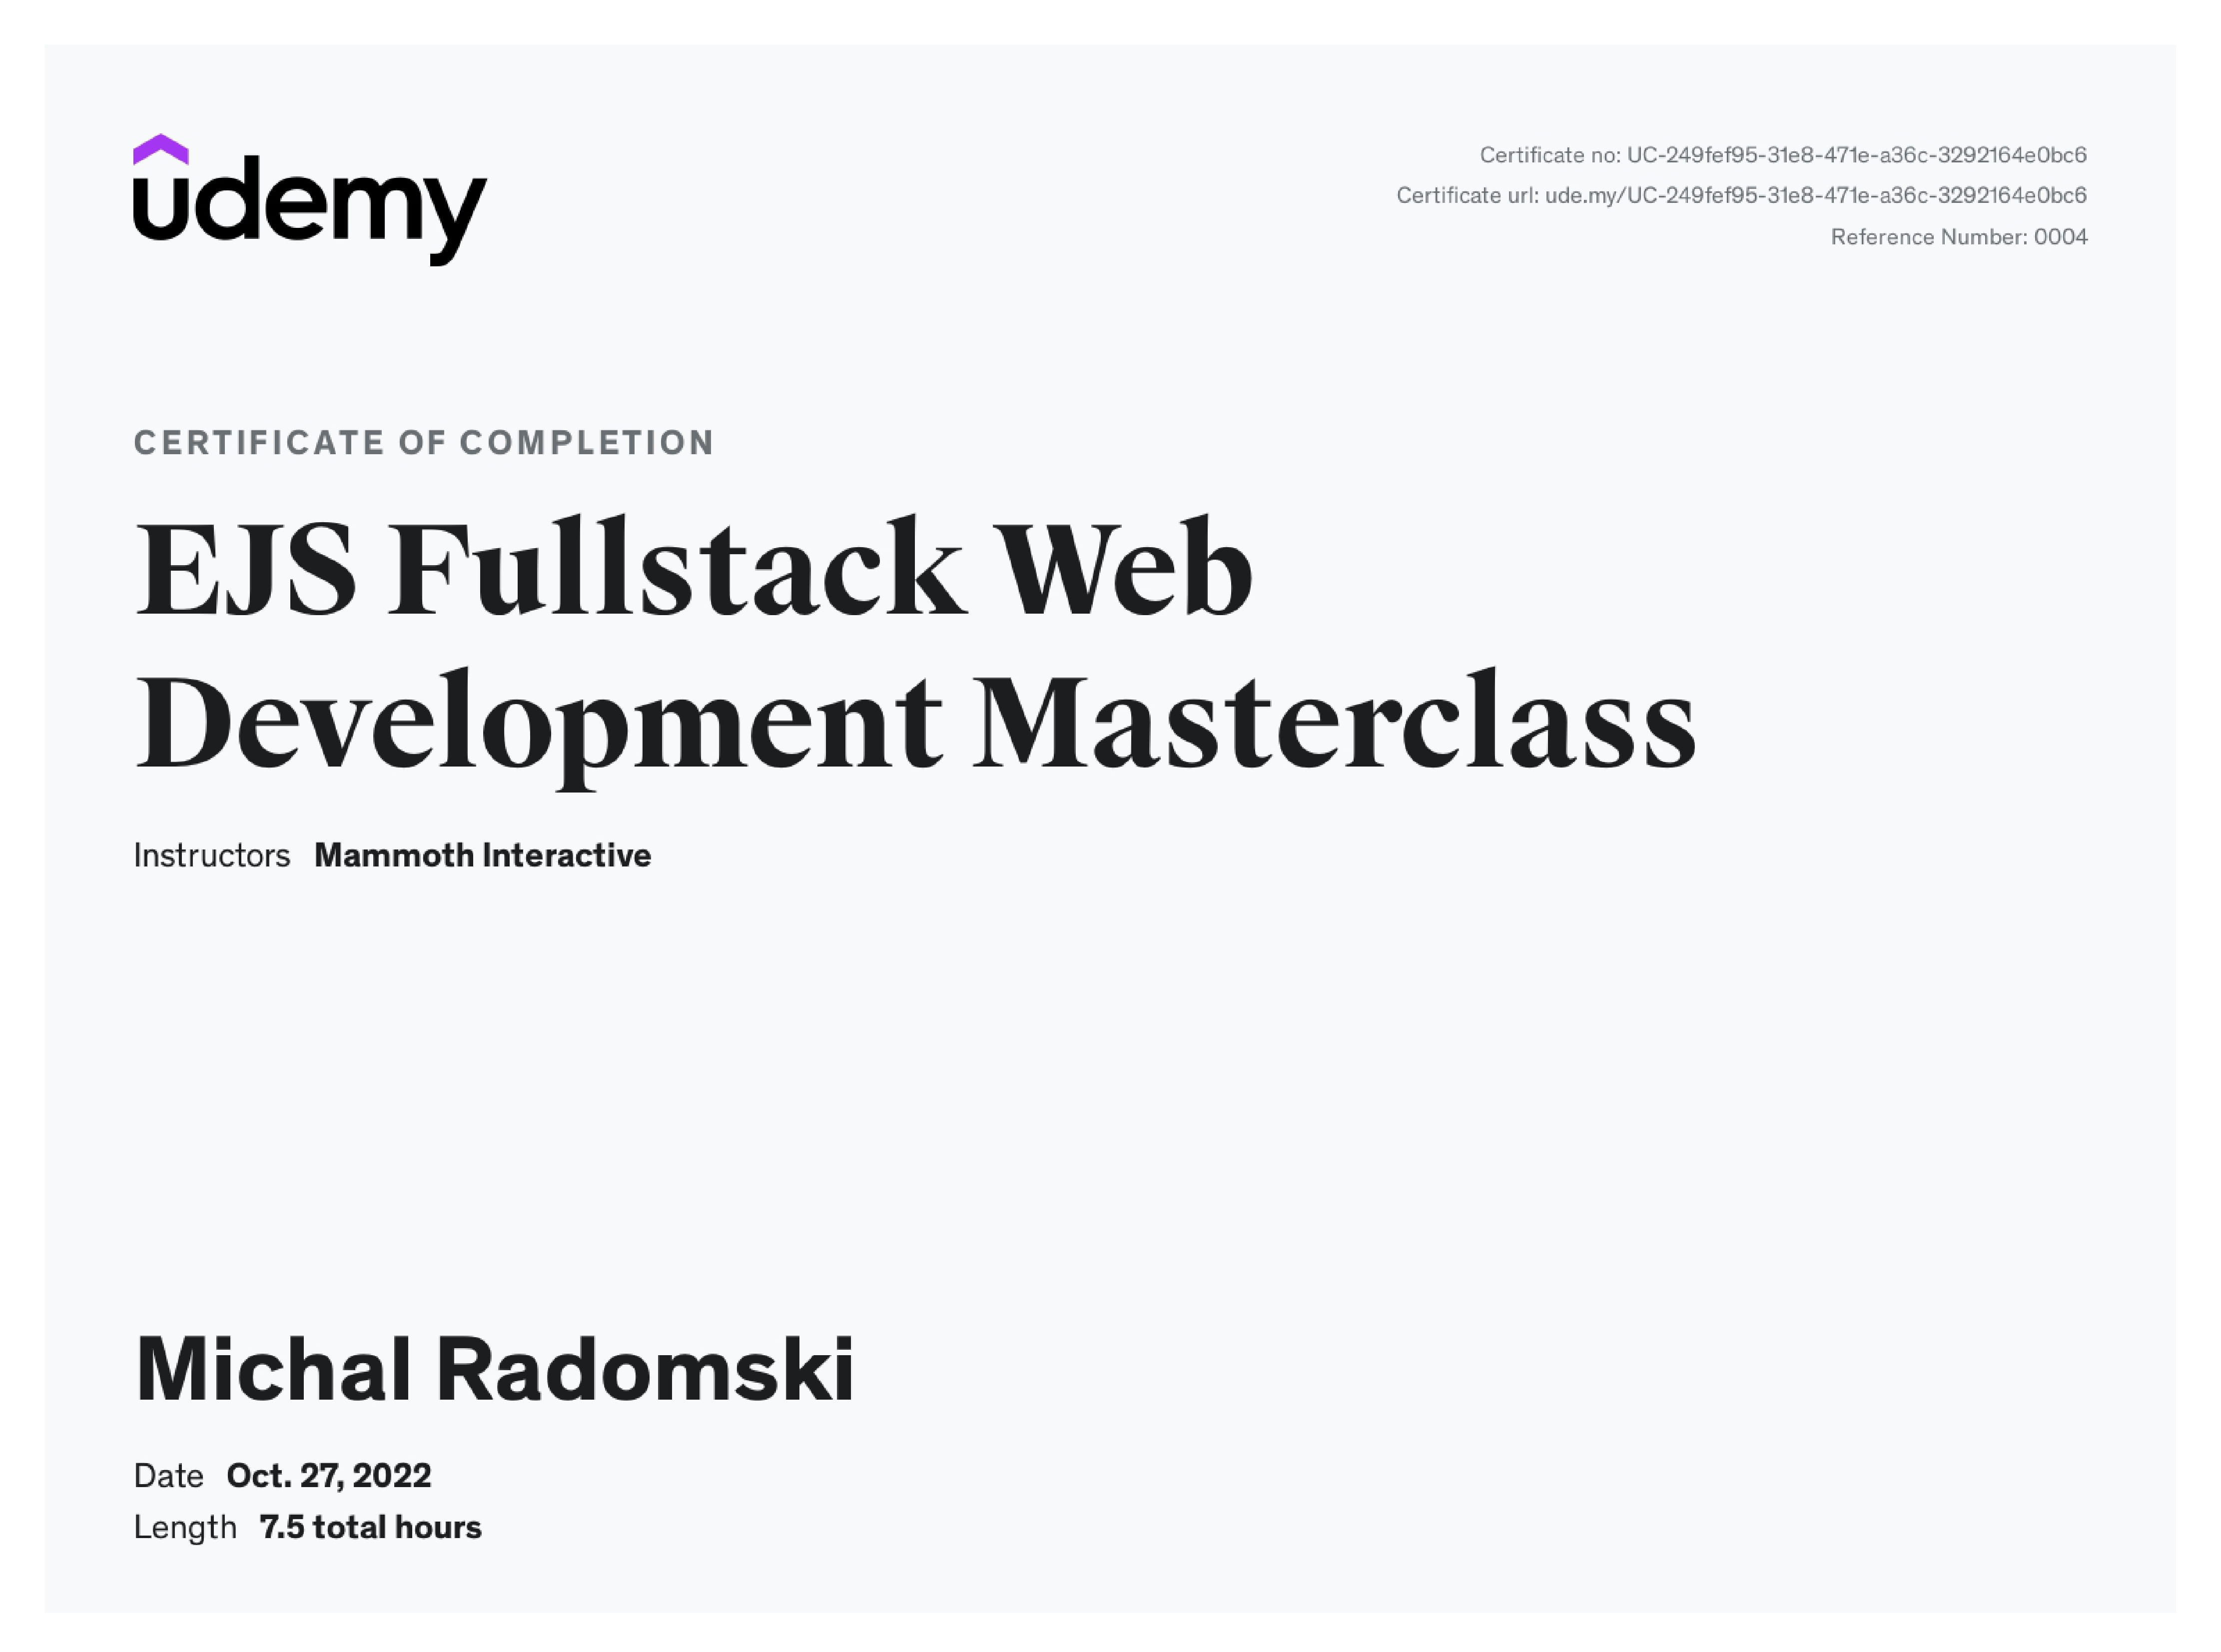 udemy
Certificate no: UC-249fef95-31e8-471e-a36c-3292164e0bc6
Certificate url: ude.my/UC-249fef95-31e8-471e-a36c-3292164e0bc6
Reference Number: 0004
CERTIFICATE OF COMPLETION
EJS Fullstack Web
Development Masterclass
Instructors Mammoth Interactive
Michal Radomski
Date Oct. 27, 2022
Length 7.5 total hours